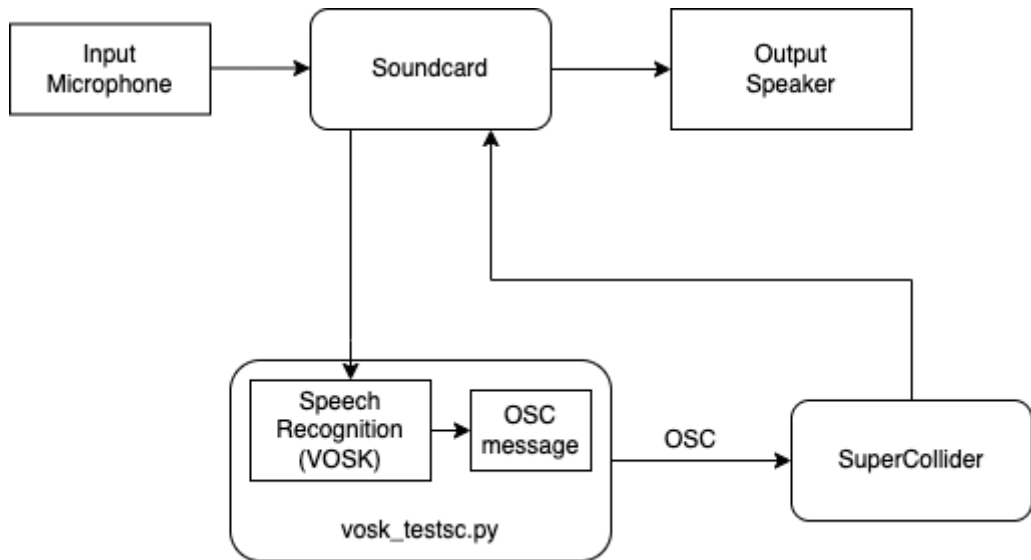 Input
Microphone
Soundcard
Output
Speaker
Speech
Recognition
(VOSK)
OSC
message
vosk_testsc.py
OSC
SuperCollider